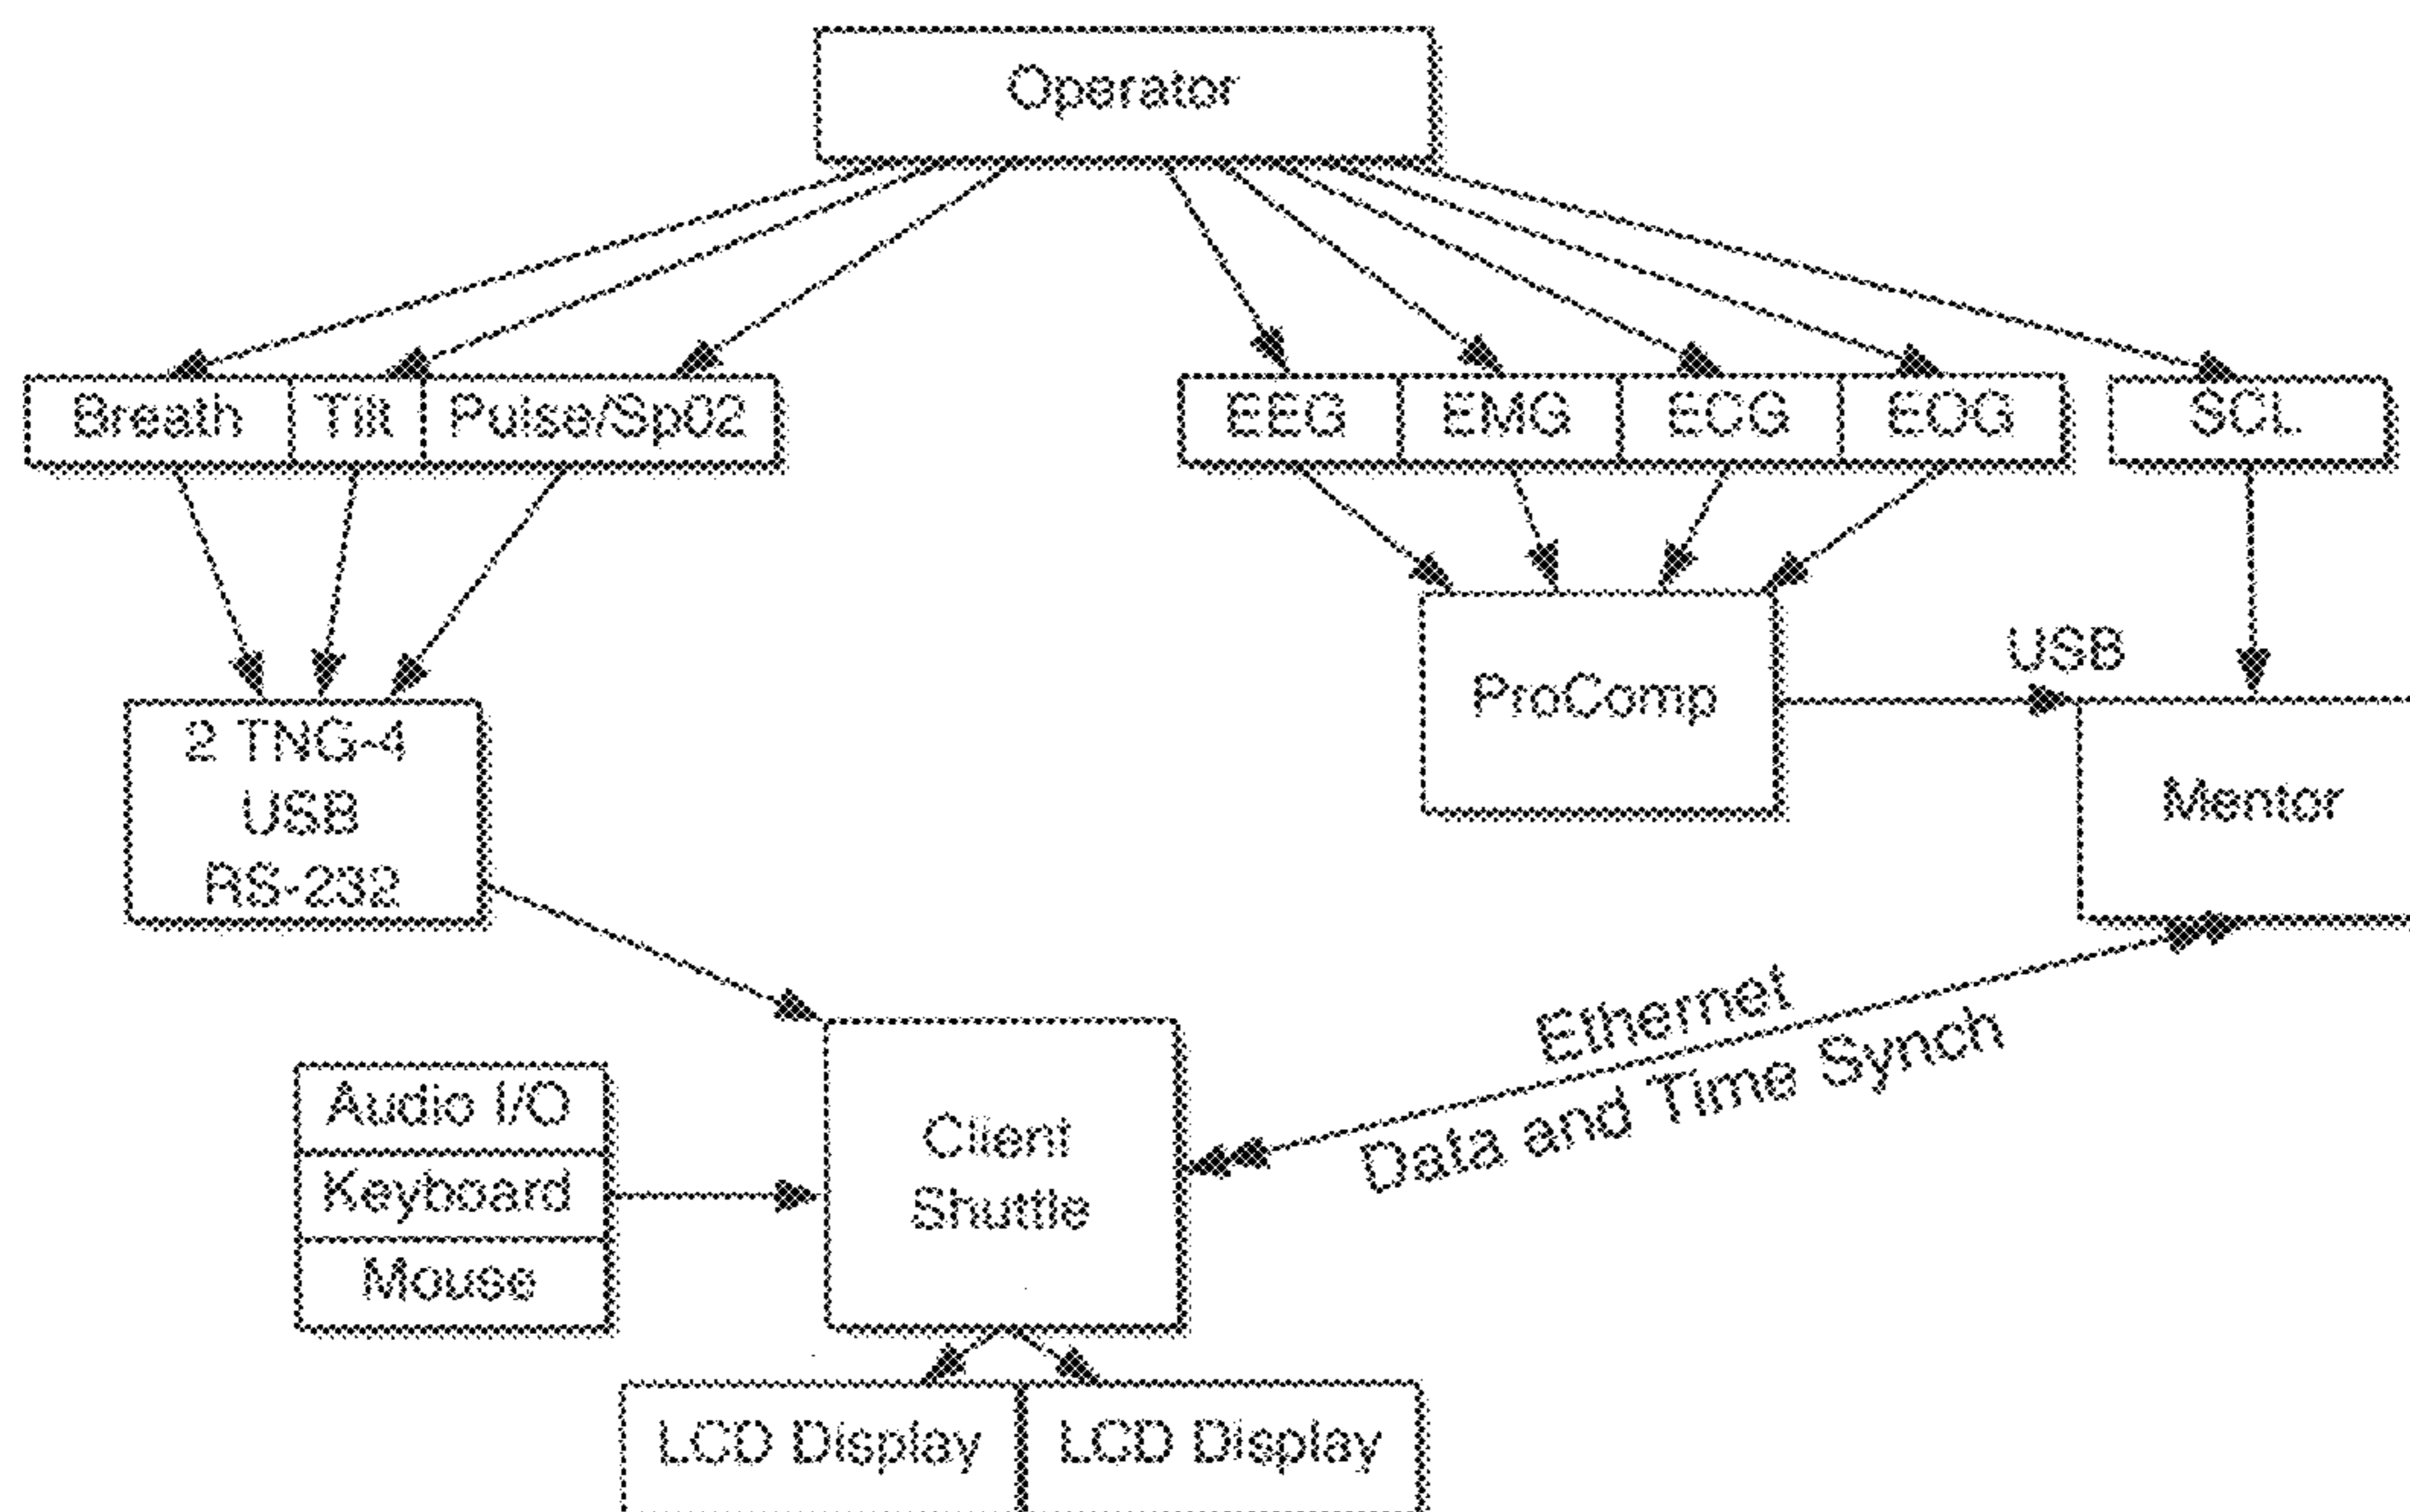 Operator
Breath
Tilt
Pulse/Sp02
EEG
EMG
ECG
EOG
SCL
2 TNG-4
USB
RS-232
ProComp
USB
Mentor
Ethernet
Data and Time Synch
Audio I/O
Keyboard
Mouse
Client
Shuttle
LCD Display
LCD Display